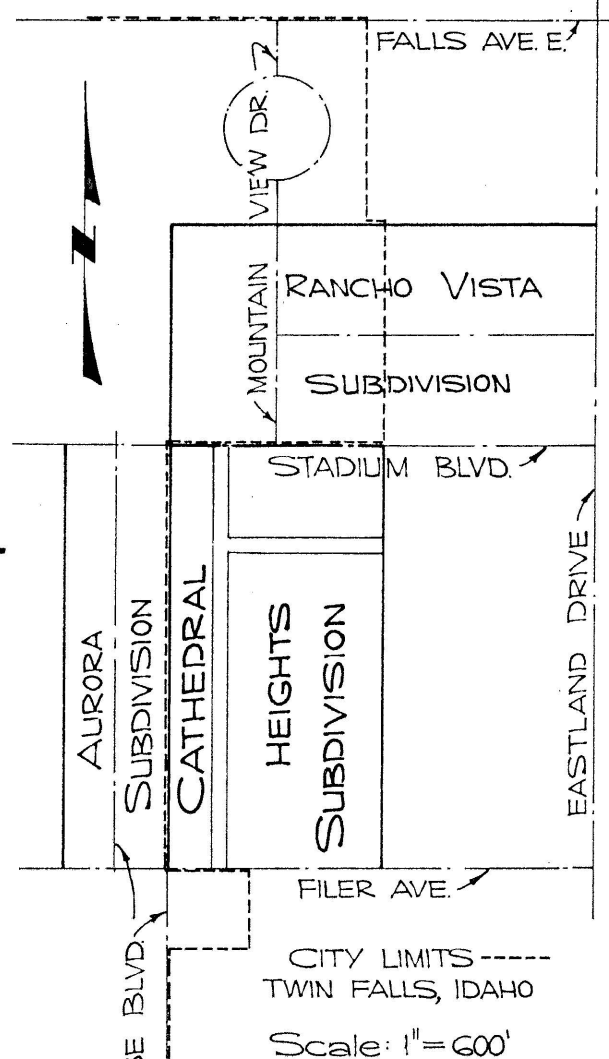 FALLS AVE. E.
MOUNTAIN VIEW DR.
N
RANCHO VISTA
SUBDIVISION
STADIUM BLVD.
EASTLAND DRIVE
AURORA
SUBDIVISION
CATHEDRAL
HEIGHTS
SUBDIVISION
FILER AVE.
BLVD.
CITY LIMITS
TWIN FALLS, IDAHO
Scale: 1"=600'